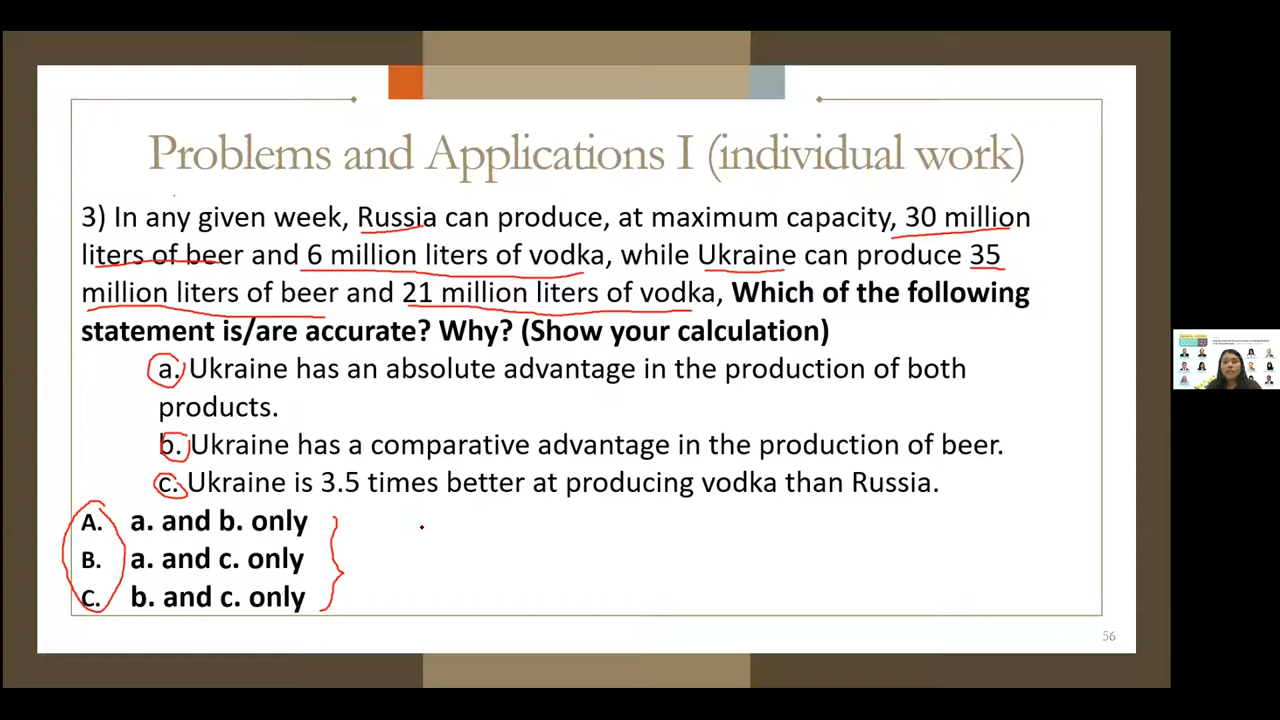 Problems and Applications I (individual work)
3) In any given week, Russia can produce, at maximum capacity, 30 million
liters of beer and 6 million liters of vodka, while Ukraine can produce 35
million liters of beer and 21 million liters of vodka, Which of the following
statement is/are accurate? Why? (Show your calculation)
a. Ukraine has an absolute advantage in the production of both
products.
b. Ukraine has a comparative advantage in the production of beer.
c. Ukraine is 3.5 times better at producing vodka than Russia.
A. a. and b. only
B. a. and c. only
C. b. and c. only
56